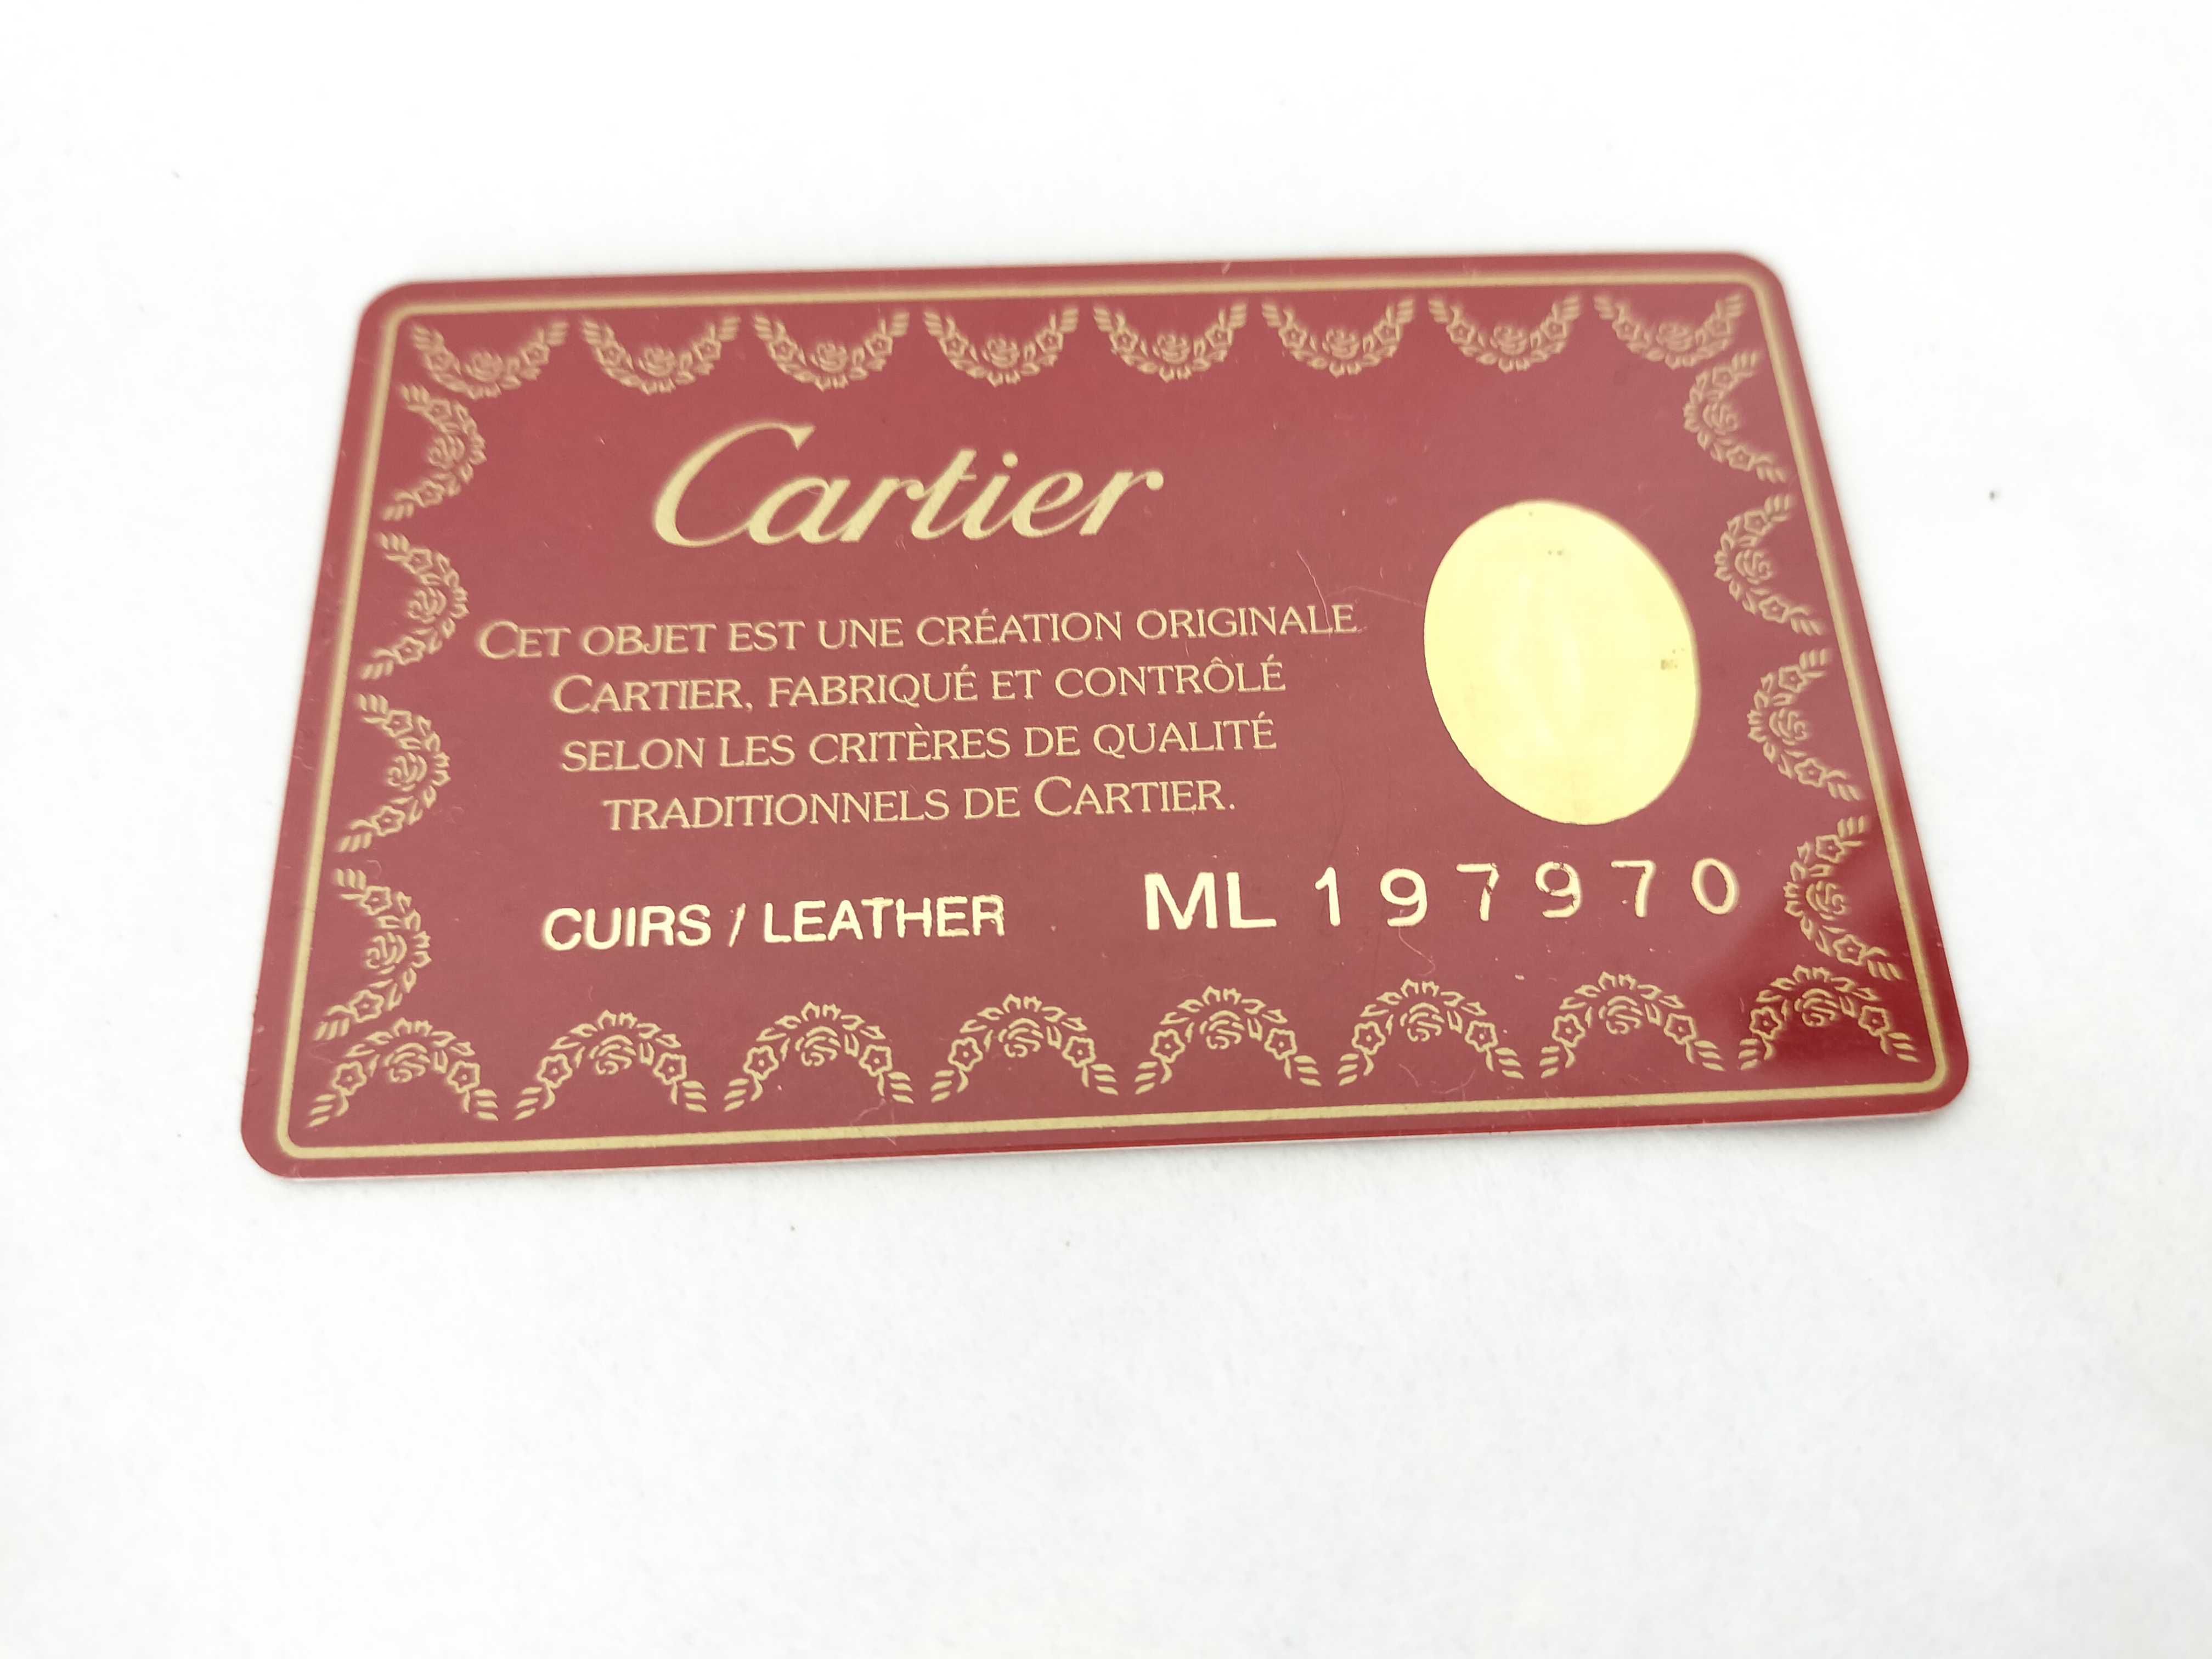 Cartier
CET OBJET EST UNE CRÉATION ORIGINALE
CARTIER, FABRIQUÉ ET CONTRÔLÉ
SELON LES CRITÈRES DE QUALITÉ
TRADITIONNELS DE CARTIER.
CUIRS / LEATHER ML 197970